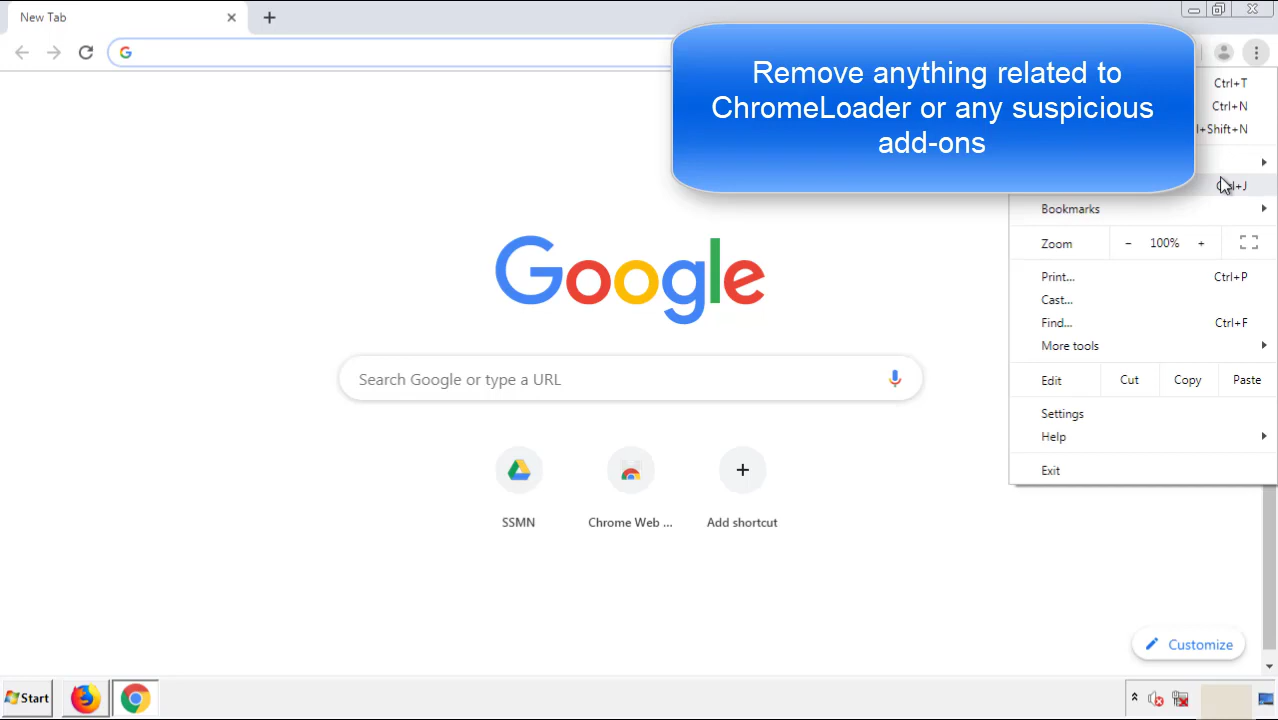 New Tab
Remove anything related to
ChromeLoader or any suspicious
add-ons
Ctrl+T
Ctrl+N
l+Shift+N
Bookmarks
Zoom - 100% +
Print... Ctrl+P
Cast...
Find... Ctrl+F
More tools
Edit Cut Copy Paste
Settings
Help
Exit
Google
Search Google or type a URL
SSMN Chrome Web ... Add shortcut
Customize
Start